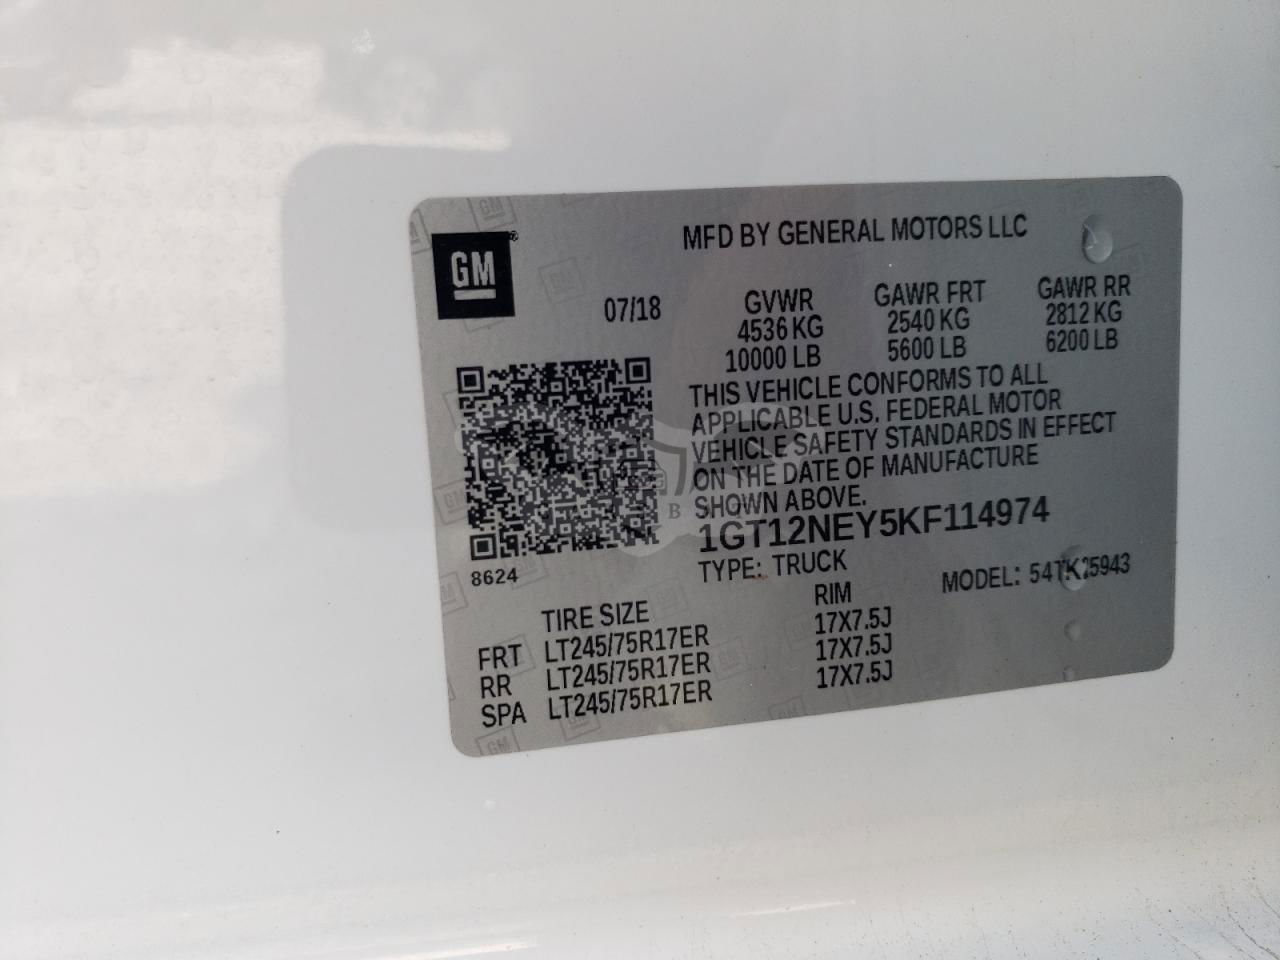 GM
MFD BY GENERAL MOTORS LLC
07/18 GVWR GAWR FRT GAWR RR
4536 KG 2540 KG 2812 KG
10000 LB 5600 LB 6200 LB
THIS VEHICLE CONFORMS TO ALL
APPLICABLE U.S. FEDERAL MOTOR
VEHICLE SAFETY STANDARDS IN EFFECT
ON THE DATE OF MANUFACTURE
SHOWN ABOVE.
1GT12NEY5KF114974
8624
TYPE: TRUCK MODEL: 54TK25943
TIRE SIZE RIM
FRT LT245/75R17ER 17X7.5J
RR LT245/75R17ER 17X7.5J
SPA LT245/75R17ER 17X7.5J